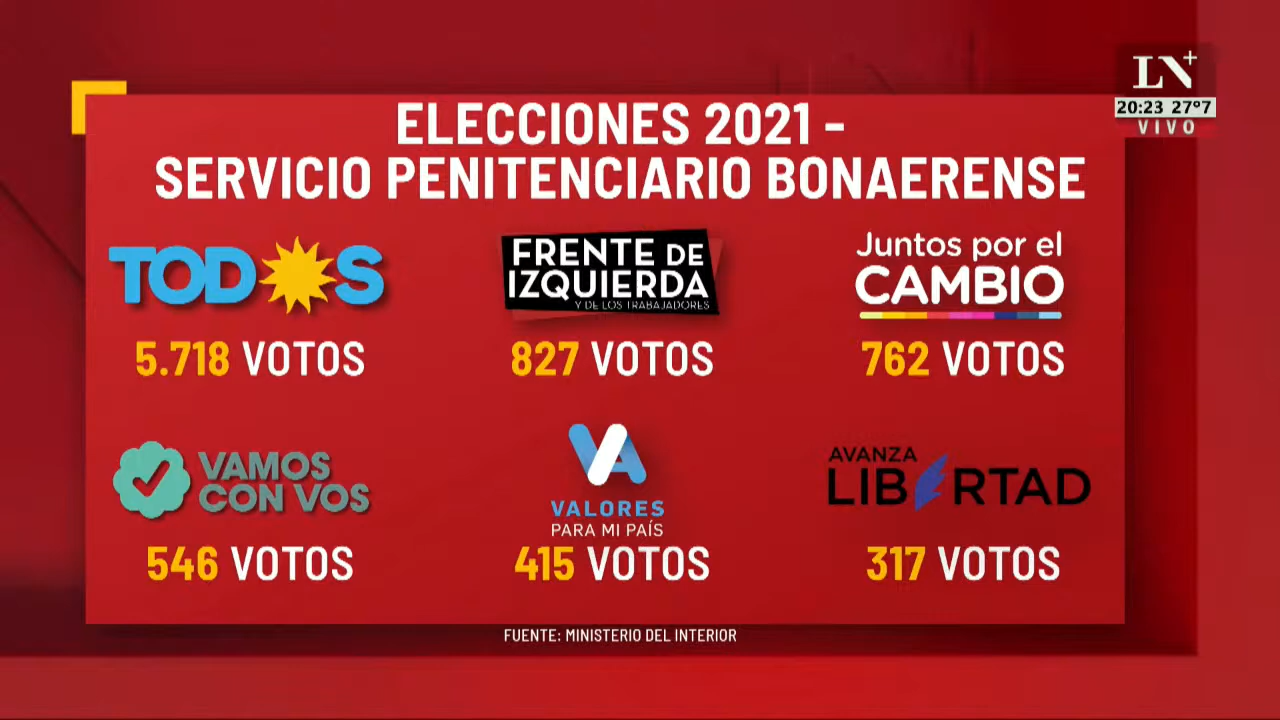 LN+
20:23 27°7
VIVO
ELECCIONES 2021 -
SERVICIO PENITENCIARIO BONAERENSE
TODOS
5.718 VOTOS
FRENTE DE
IZQUIERDA
Y DE LOS TRABAJADORES
827 VOTOS
Juntos por el
CAMBIO
762 VOTOS
VAMOS
CON VOS
546 VOTOS
VA
VALORES
PARA MI PAÍS
415 VOTOS
AVANZA
LIBERTAD
317 VOTOS
FUENTE: MINISTERIO DEL INTERIOR